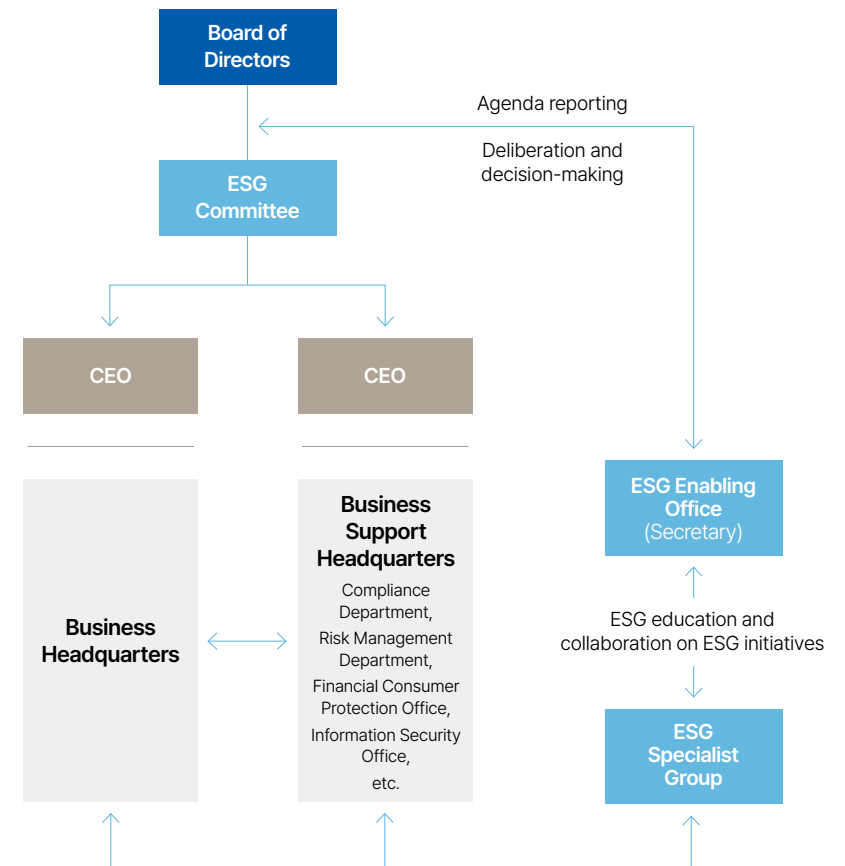 Board of
Directors
Agenda reporting
Deliberation and
decision-making
ESG
Committee
CEO
CEO
Business
Headquarters
Business
Support
Headquarters
Compliance
Department,
Risk Management
Department,
Financial Consumer
Protection Office,
Information Security
Office,
etc.
ESG Enabling
Office
(Secretary)
ESG education and
collaboration on ESG initiatives
ESG
Specialist
Group